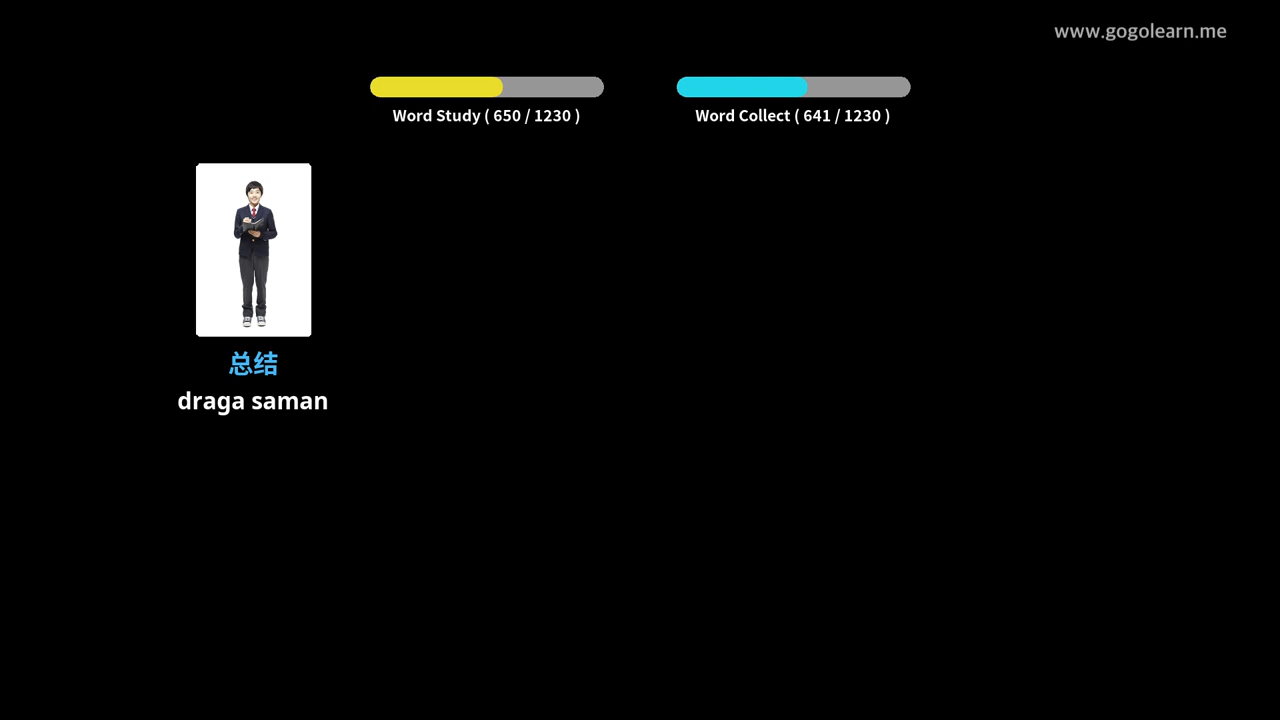 www.gogolearn.me
Word Study ( 650 / 1230 )
Word Collect ( 641 / 1230 )
总结
draga saman